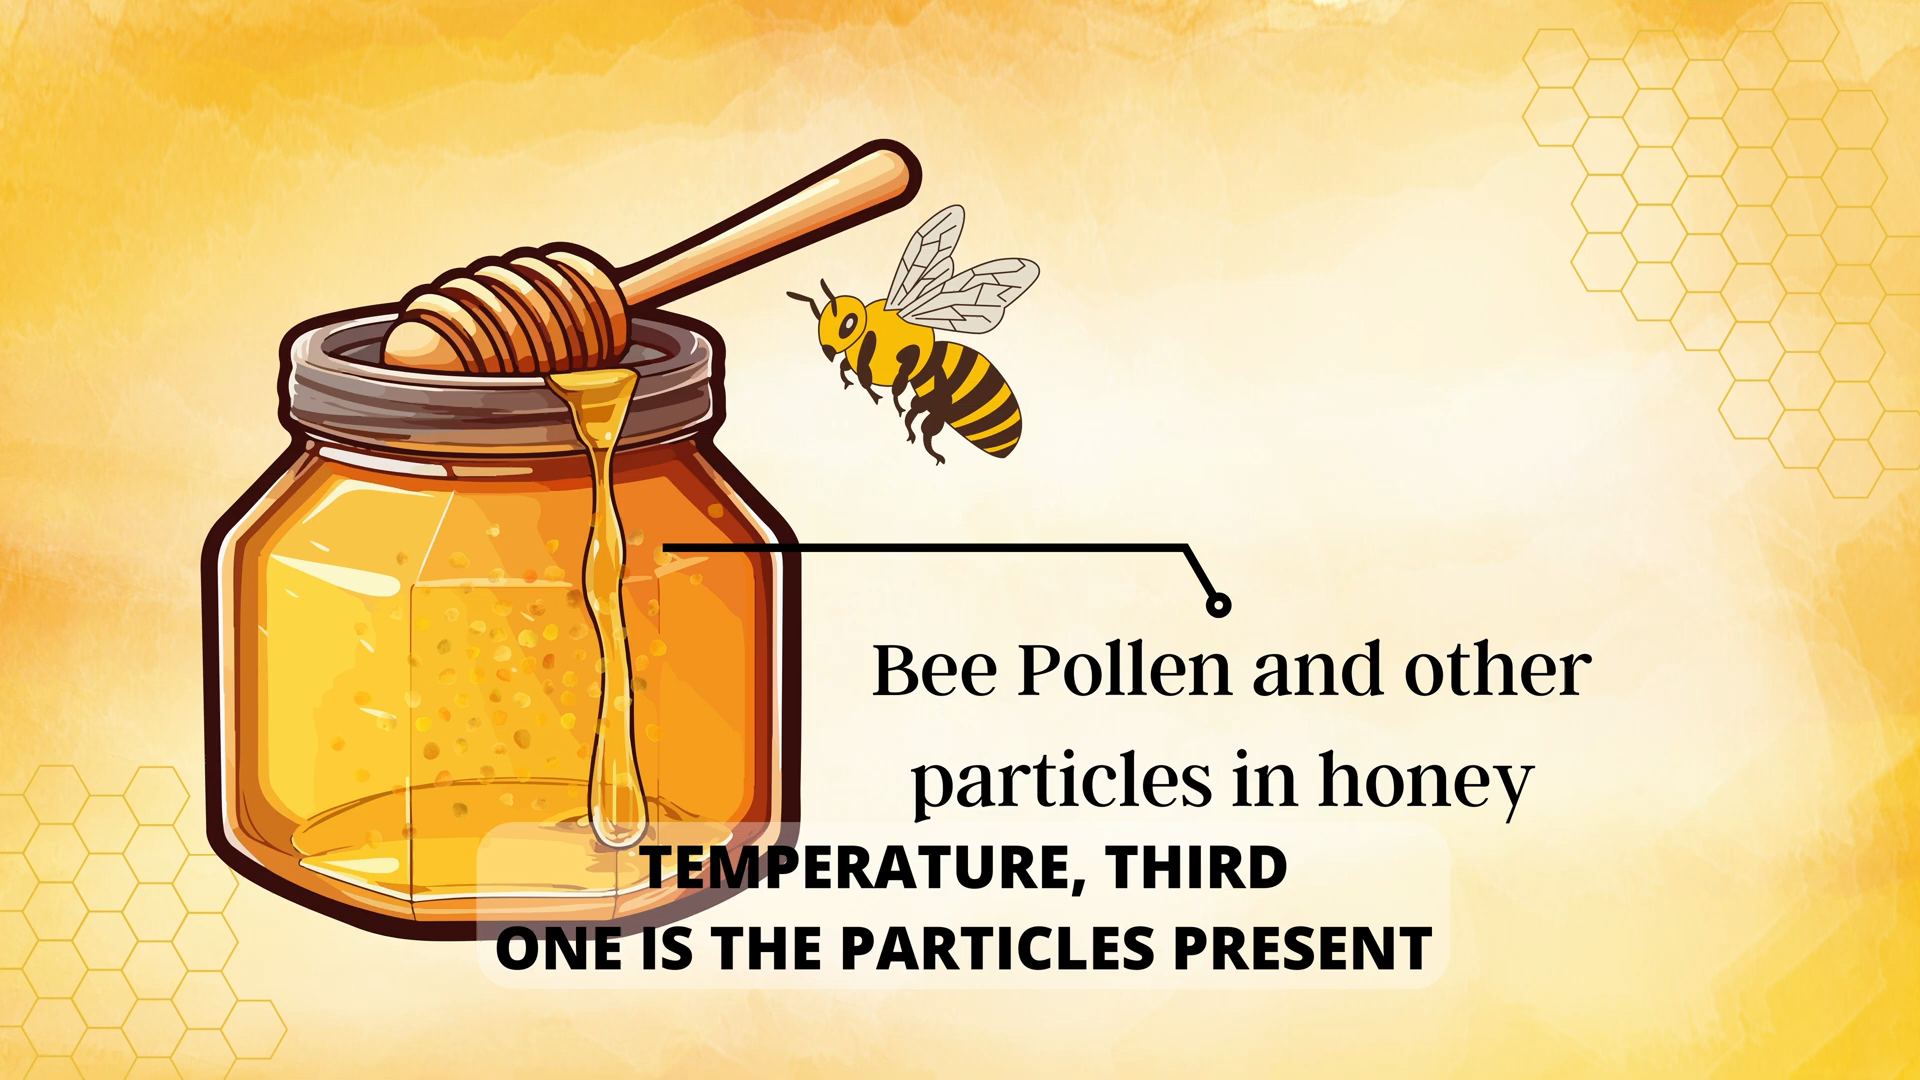 Bee Pollen and other
particles in honey
TEMPERATURE, THIRD
ONE IS THE PARTICLES PRESENT